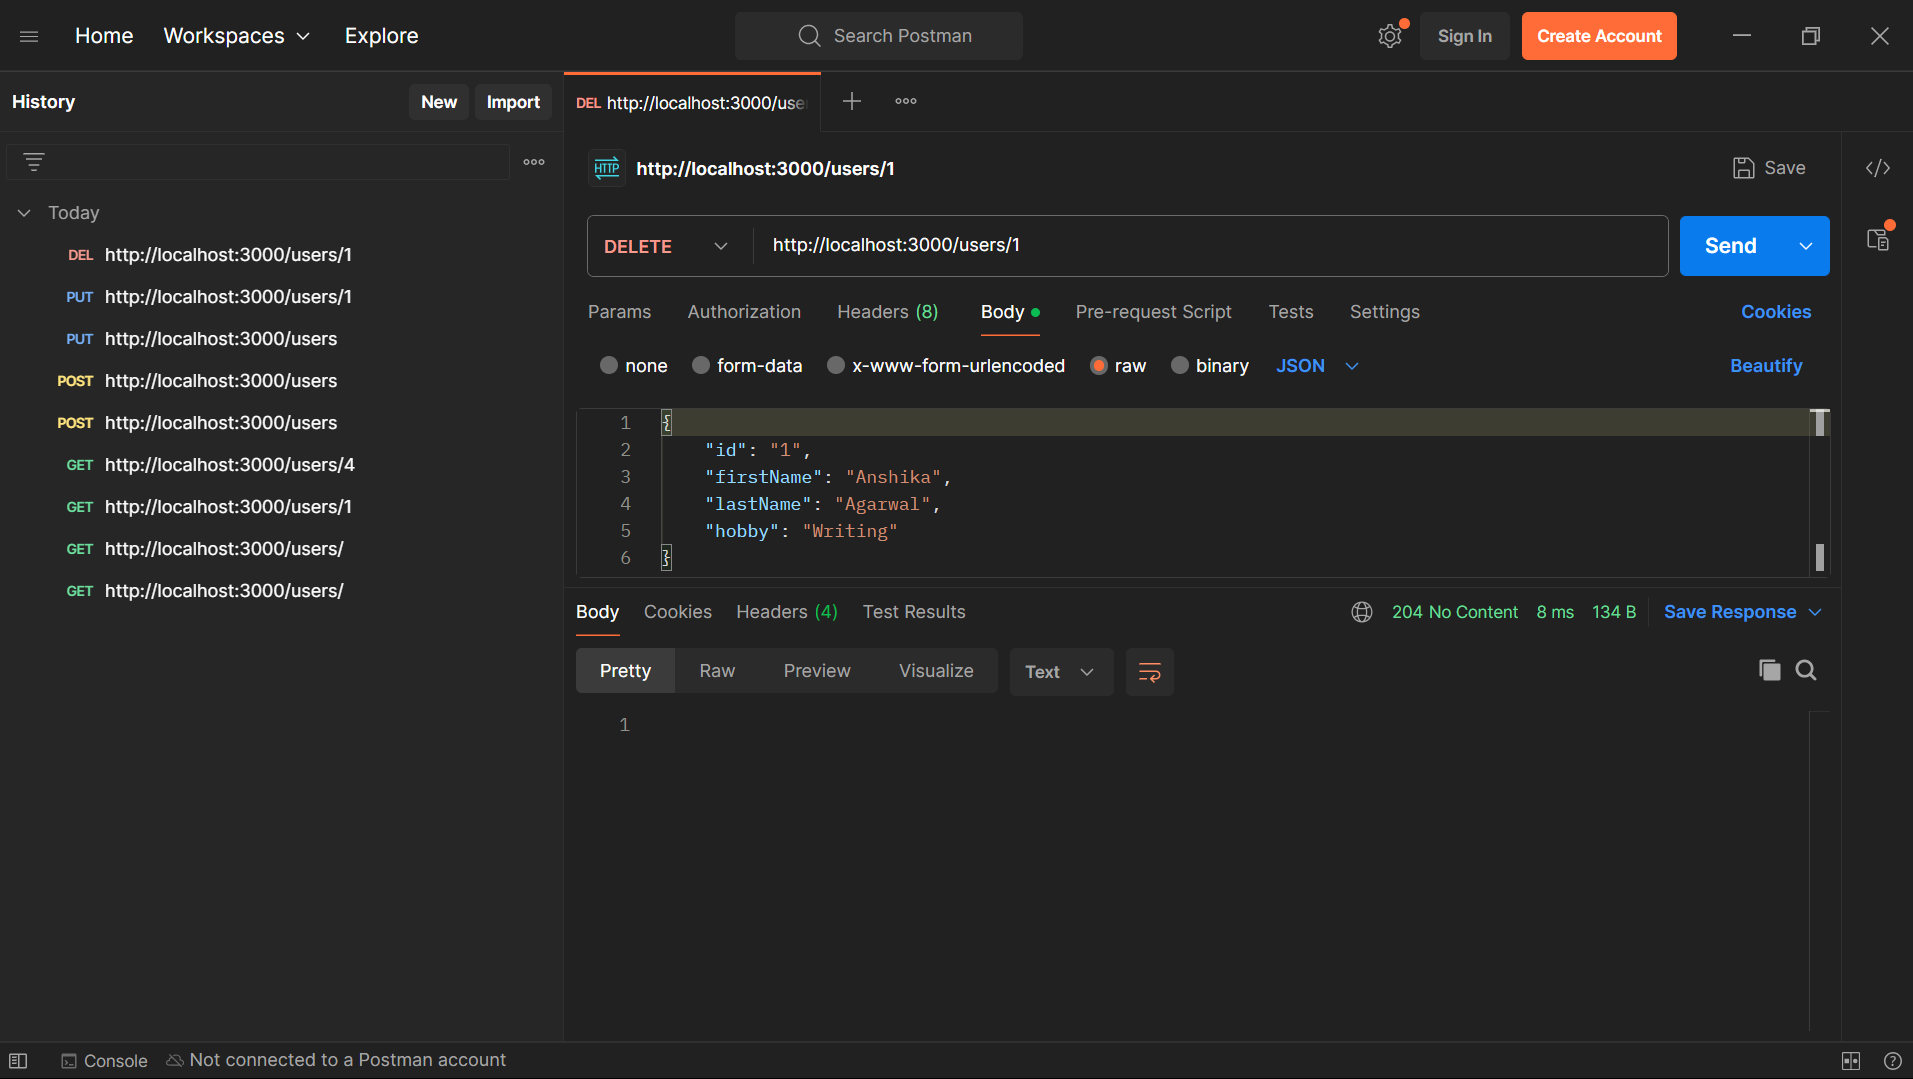 Home Workspaces Explore Search Postman Sign In Create Account
History New Import
DEL http://localhost:3000/use
HTTP http://localhost:3000/users/1 Save </>
Today
DEL http://localhost:3000/users/1
PUT http://localhost:3000/users/1
PUT http://localhost:3000/users
POST http://localhost:3000/users
POST http://localhost:3000/users
GET http://localhost:3000/users/4
GET http://localhost:3000/users/1
GET http://localhost:3000/users/
GET http://localhost:3000/users/
DELETE http://localhost:3000/users/1 Send
Params Authorization Headers (8) Body Pre-request Script Tests Settings Cookies
none form-data x-www-form-urlencoded raw binary JSON Beautify
1 {
2 "id": "1",
3 "firstName": "Anshika",
4 "lastName": "Agarwal",
5 "hobby": "Writing"
6 }
Body Cookies Headers (4) Test Results 204 No Content 8 ms 134 B Save Response
Pretty Raw Preview Visualize Text
1
Console Not connected to a Postman account